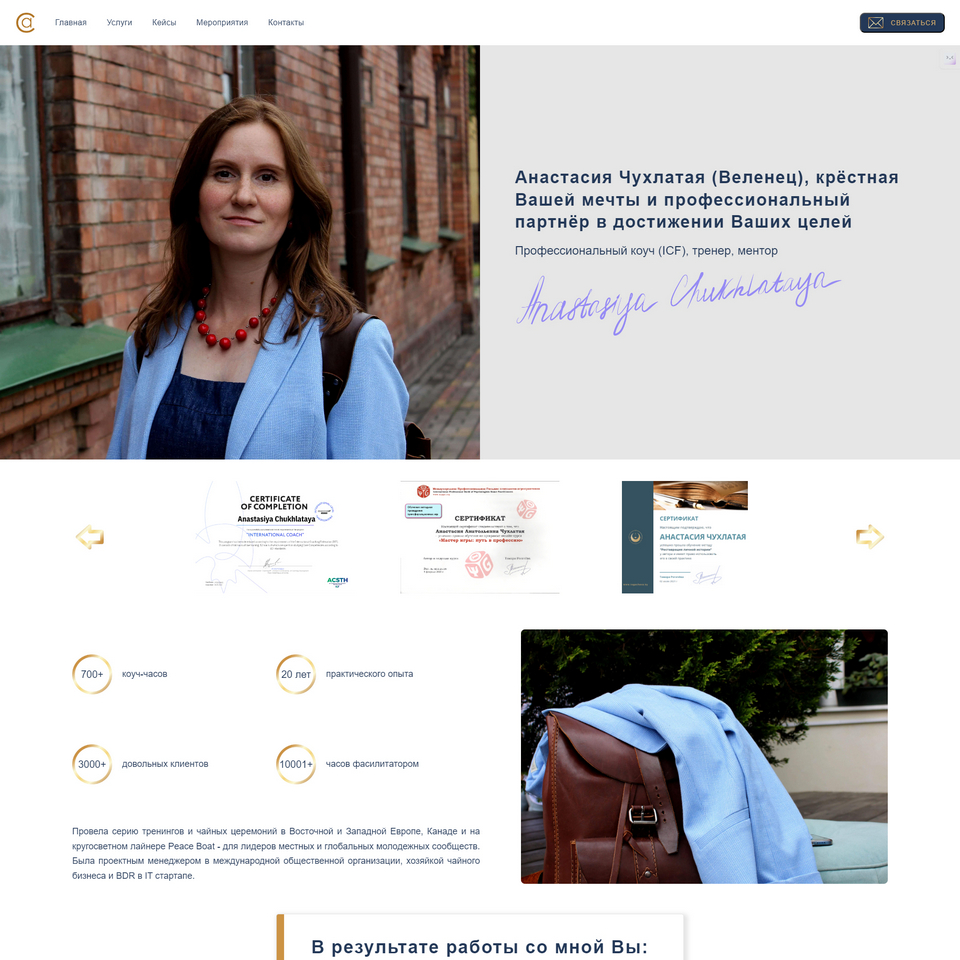 Главная Услуги Кейсы Мероприятия Контакты
СВЯЗАТЬСЯ
Анастасия Чухлатая (Веленец), крёстная
Вашей мечты и профессиональный
партнёр в достижении Ваших целей
Профессиональный коуч (ICF), тренер, ментор
Anastasiya Chukhlataya
CERTIFICATE
OF COMPLETION
Anastasiya Chukhlataya
"INTERNATIONAL COACH"
ACSTH
СЕРТИФИКАТ
Анастасия Анатольевна Чухлатая
«Мастер игры: путь в профессию»
СЕРТИФИКАТ
Настоящим подтверждаю, что
АНАСТАСИЯ ЧУХЛАТАЯ
700+ коуч-часов
20 лет практического опыта
3000+ довольных клиентов
10001+ часов фасилитатором
Провела серию тренингов и чайных церемоний в Восточной и Западной Европе, Канаде и на
кругосветном лайнере Peace Boat - для лидеров местных и глобальных молодежных сообществ.
Была проектным менеджером в международной общественной организации, хозяйкой чайного
бизнеса и BDR в IT стартапе.
В результате работы со мной Вы: